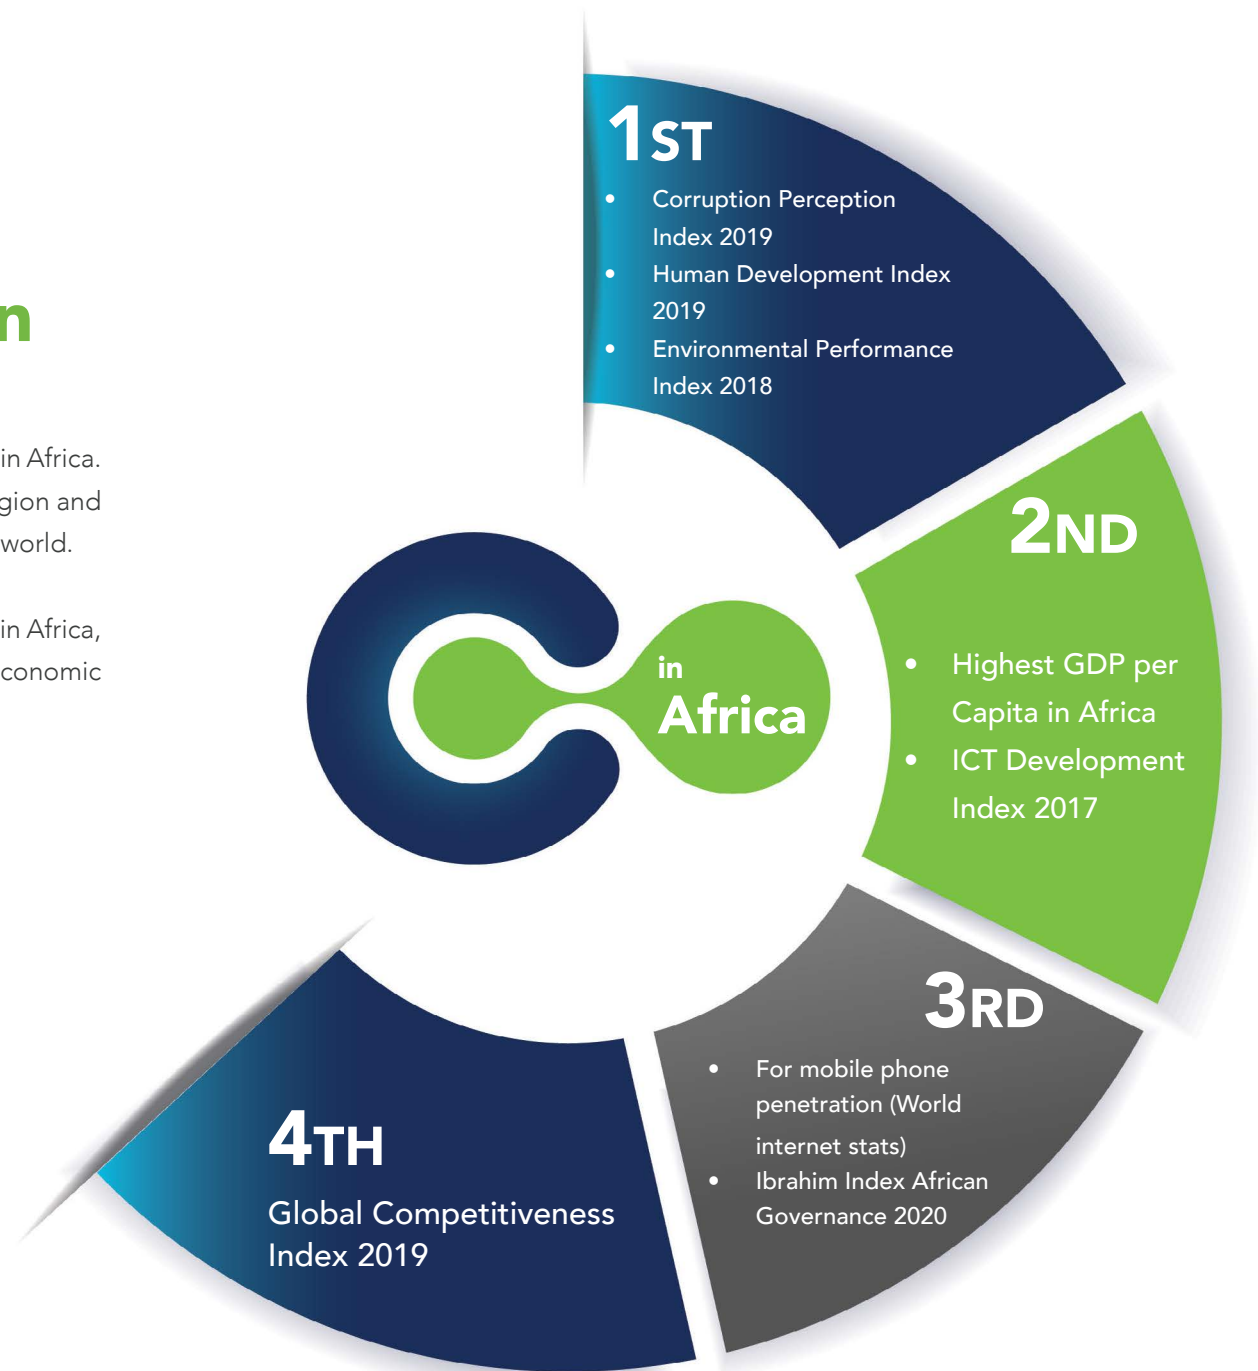 n
in Africa.
gion and
world.
in Africa,
conomic
1ST
• Corruption Perception
Index 2019
• Human Development Index
2019
• Environmental Performance
Index 2018
2ND
• Highest GDP per
Capita in Africa
• ICT Development
Index 2017
in
Africa
3RD
• For mobile phone
penetration (World
internet stats)
• Ibrahim Index African
Governance 2020
4TH
Global Competitiveness
Index 2019